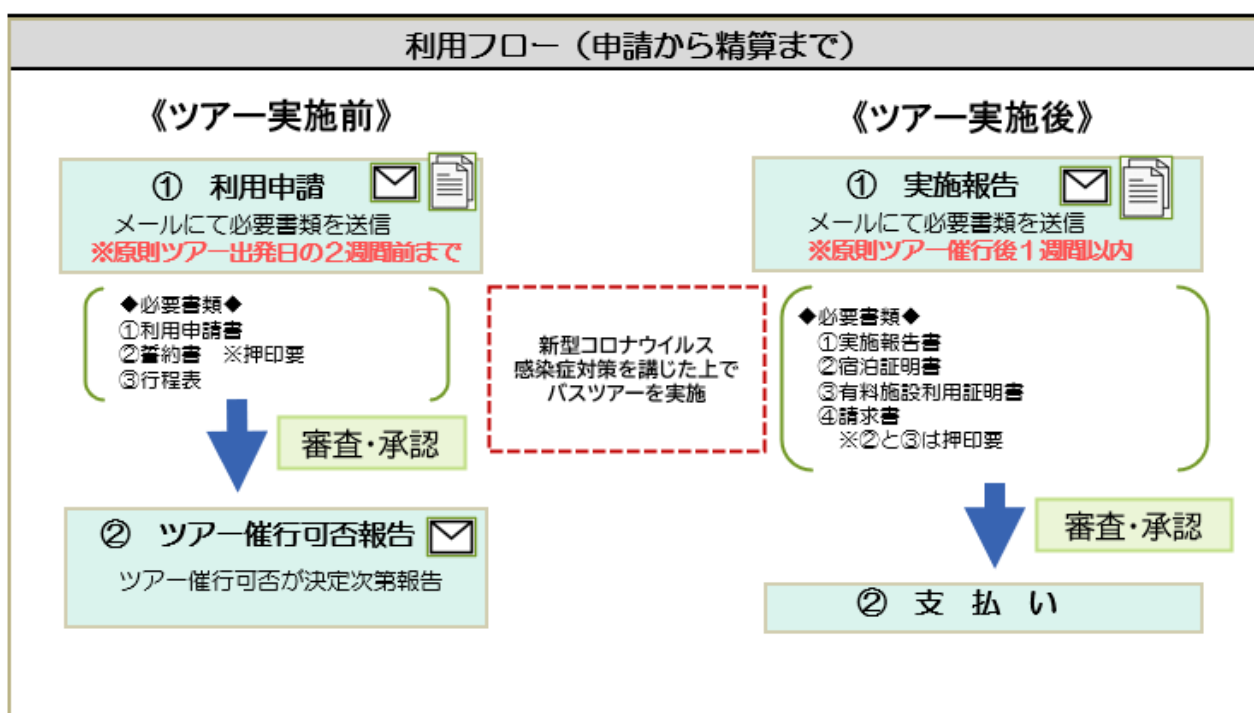 利用フロー（申請から精算まで）
《ツアー実施前》
① 利用申請
メールにて必要書類を送信
※原則ツアー出発日の２週間前まで
◆必要書類◆
①利用申請書
②誓約書　※押印要
③行程表
審査・承認
② ツアー催行可否報告
ツアー催行可否が決定次第報告
新型コロナウイルス
感染症対策を講じた上で
バスツアーを実施
《ツアー実施後》
① 実施報告
メールにて必要書類を送信
※原則ツアー催行後１週間以内
◆必要書類◆
①実施報告書
②宿泊証明書
③有料施設利用証明書
④請求書
※②と③は押印要
審査・承認
② 支 払 い